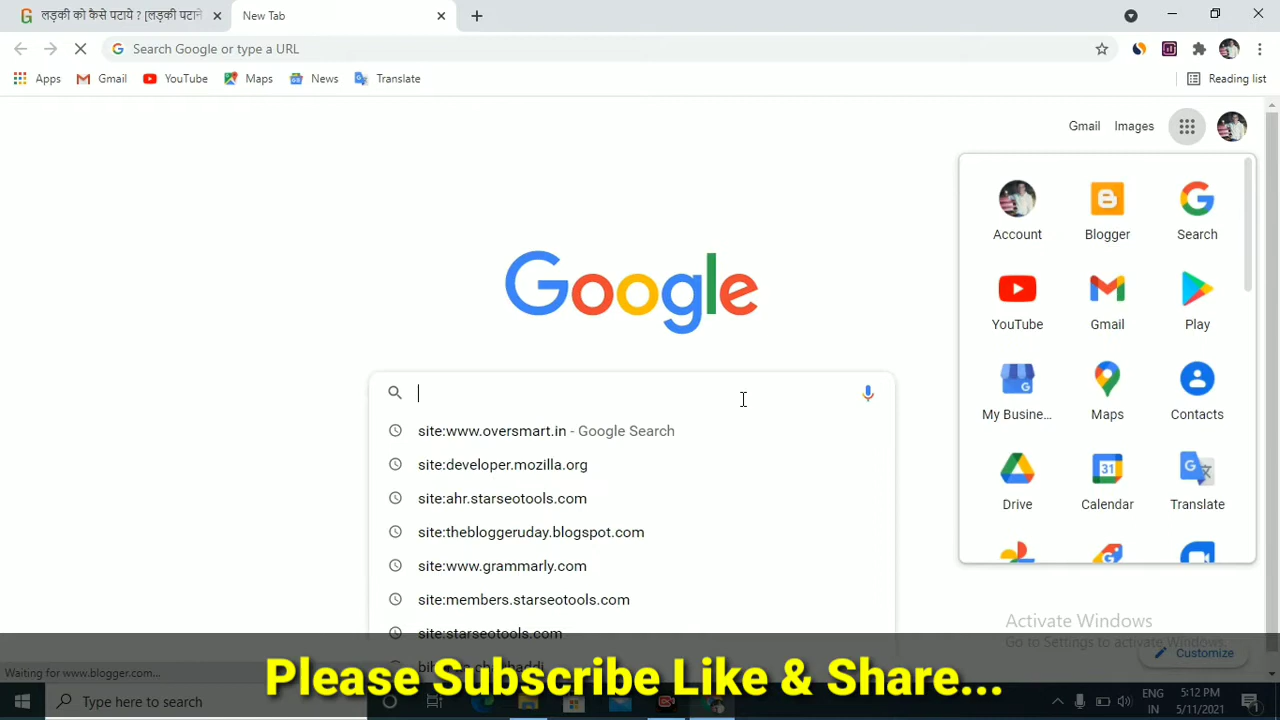 लड़की को कैसे पटाये ? [लड़की पटाने
New Tab
Search Google or type a URL
Apps
Gmail
YouTube
Maps
News
Translate
Reading list
Gmail
Images
Google
site:www.oversmart.in - Google Search
site:developer.mozilla.org
site:ahr.starseotools.com
site:thebloggeruday.blogspot.com
site:www.grammarly.com
site:members.starseotools.com
site:starseotools.com
Account
Blogger
Search
YouTube
Gmail
Play
My Busine...
Maps
Contacts
31
Drive
Calendar
Translate
Activate Windows
Go to Settings to activate Windows.
Customize
Waiting for www.blogger.com...
Please Subscribe Like & Share...
Type here to search
ENG
IN
5:12 PM
5/11/2021
1